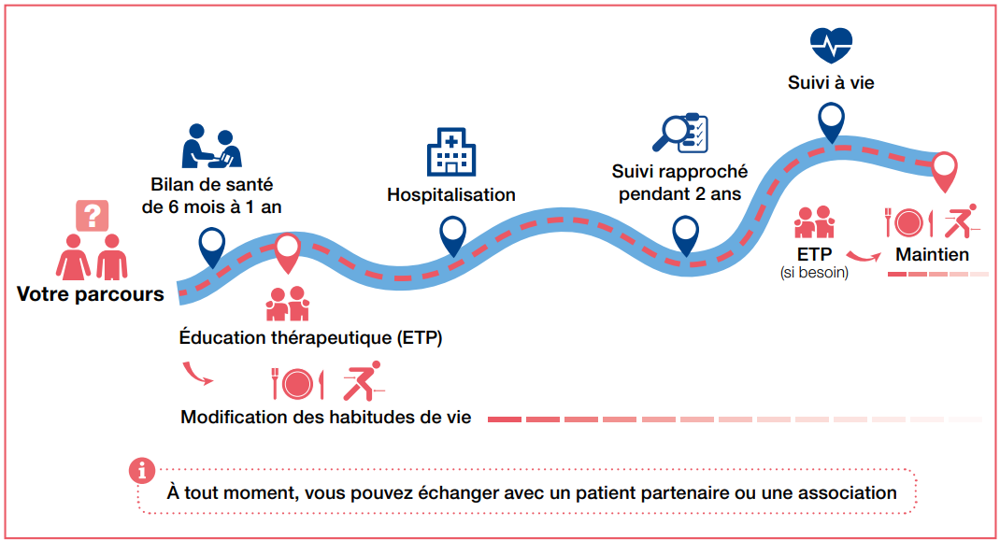 Suivi à vie
Bilan de santé
de 6 mois à 1 an
Hospitalisation
Suivi rapproché
pendant 2 ans
?
Votre parcours
ETP
(si besoin)
Maintien
Éducation thérapeutique (ETP)
Modification des habitudes de vie
i
À tout moment, vous pouvez échanger avec un patient partenaire ou une association